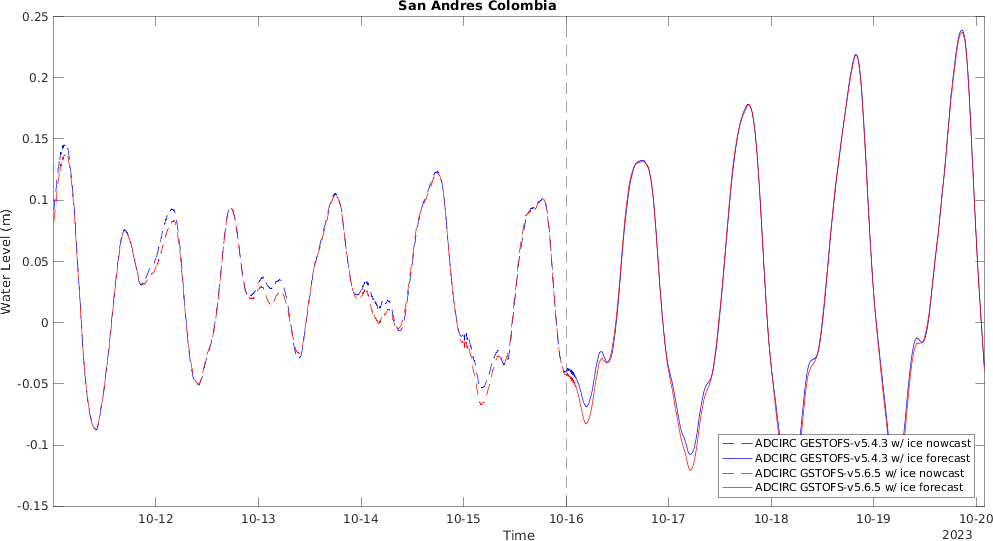 San Andres Colombia
0.25
0.2
0.15
0.1
0.05
0
-0.05
-0.1
-0.15
Water Level (m)
ADCIRC GESTOFS-v5.4.3 w/ ice nowcast
ADCIRC GESTOFS-v5.4.3 w/ ice forecast
ADCIRC GSTOFS-v5.6.5 w/ ice nowcast
ADCIRC GSTOFS-v5.6.5 w/ ice forecast
10-12 10-13 10-14 10-15 10-16 10-17 10-18 10-19 10-20
Time
2023